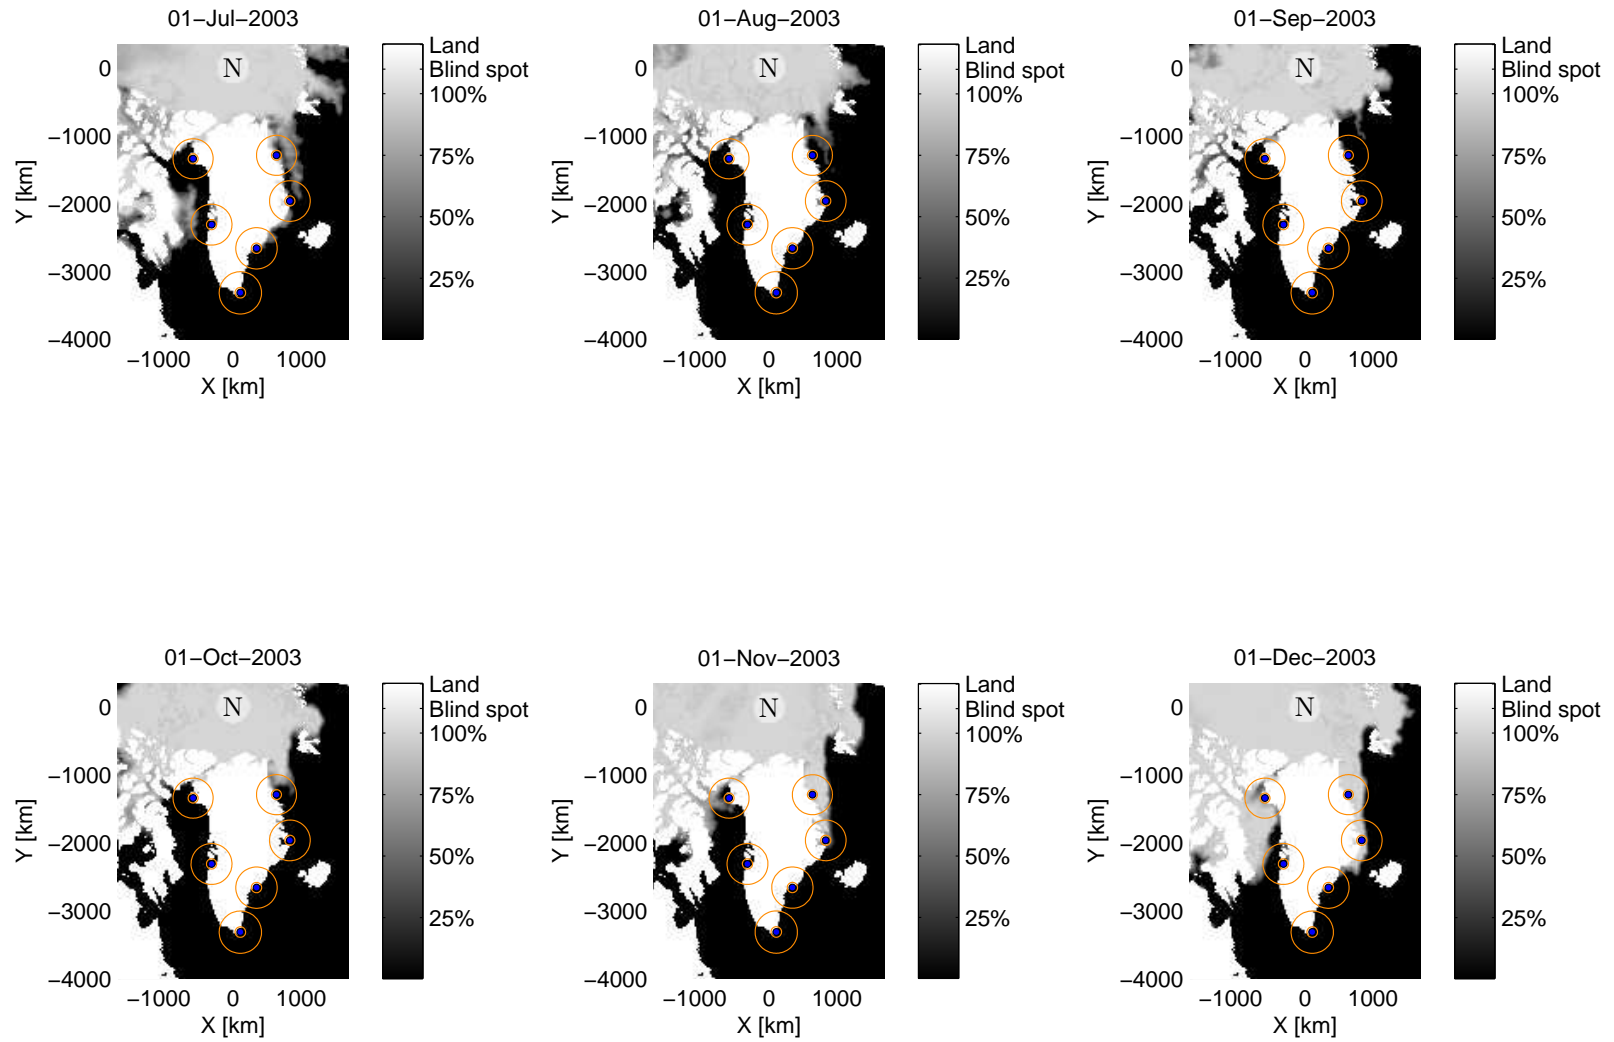 01−Jul−2003
N
0
−1000
−2000
−3000
−4000
Y [km]
−1000 0 1000
X [km]
Land
Blind spot
100%
75%
50%
25%
01−Aug−2003
N
0
−1000
−2000
−3000
−4000
Y [km]
−1000 0 1000
X [km]
Land
Blind spot
100%
75%
50%
25%
01−Sep−2003
N
0
−1000
−2000
−3000
−4000
Y [km]
−1000 0 1000
X [km]
Land
Blind spot
100%
75%
50%
25%
01−Oct−2003
N
0
−1000
−2000
−3000
−4000
Y [km]
−1000 0 1000
X [km]
Land
Blind spot
100%
75%
50%
25%
01−Nov−2003
N
0
−1000
−2000
−3000
−4000
Y [km]
−1000 0 1000
X [km]
Land
Blind spot
100%
75%
50%
25%
01−Dec−2003
N
0
−1000
−2000
−3000
−4000
Y [km]
−1000 0 1000
X [km]
Land
Blind spot
100%
75%
50%
25%